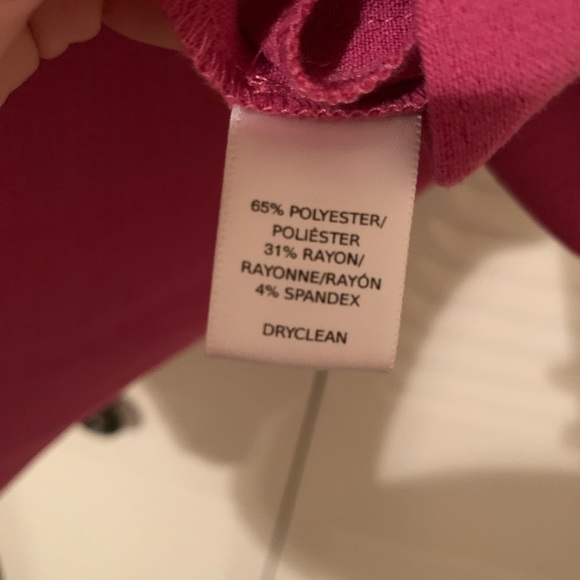 65% POLYESTER/
POLIÉSTER
31% RAYON/
RAYONNE/RAYÓN
4% SPANDEX
DRYCLEAN